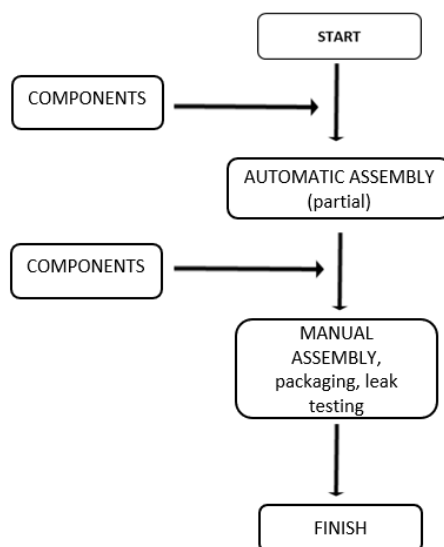 START
COMPONENTS
AUTOMATIC ASSEMBLY
(partial)
COMPONENTS
MANUAL
ASSEMBLY,
packaging, leak
testing
FINISH